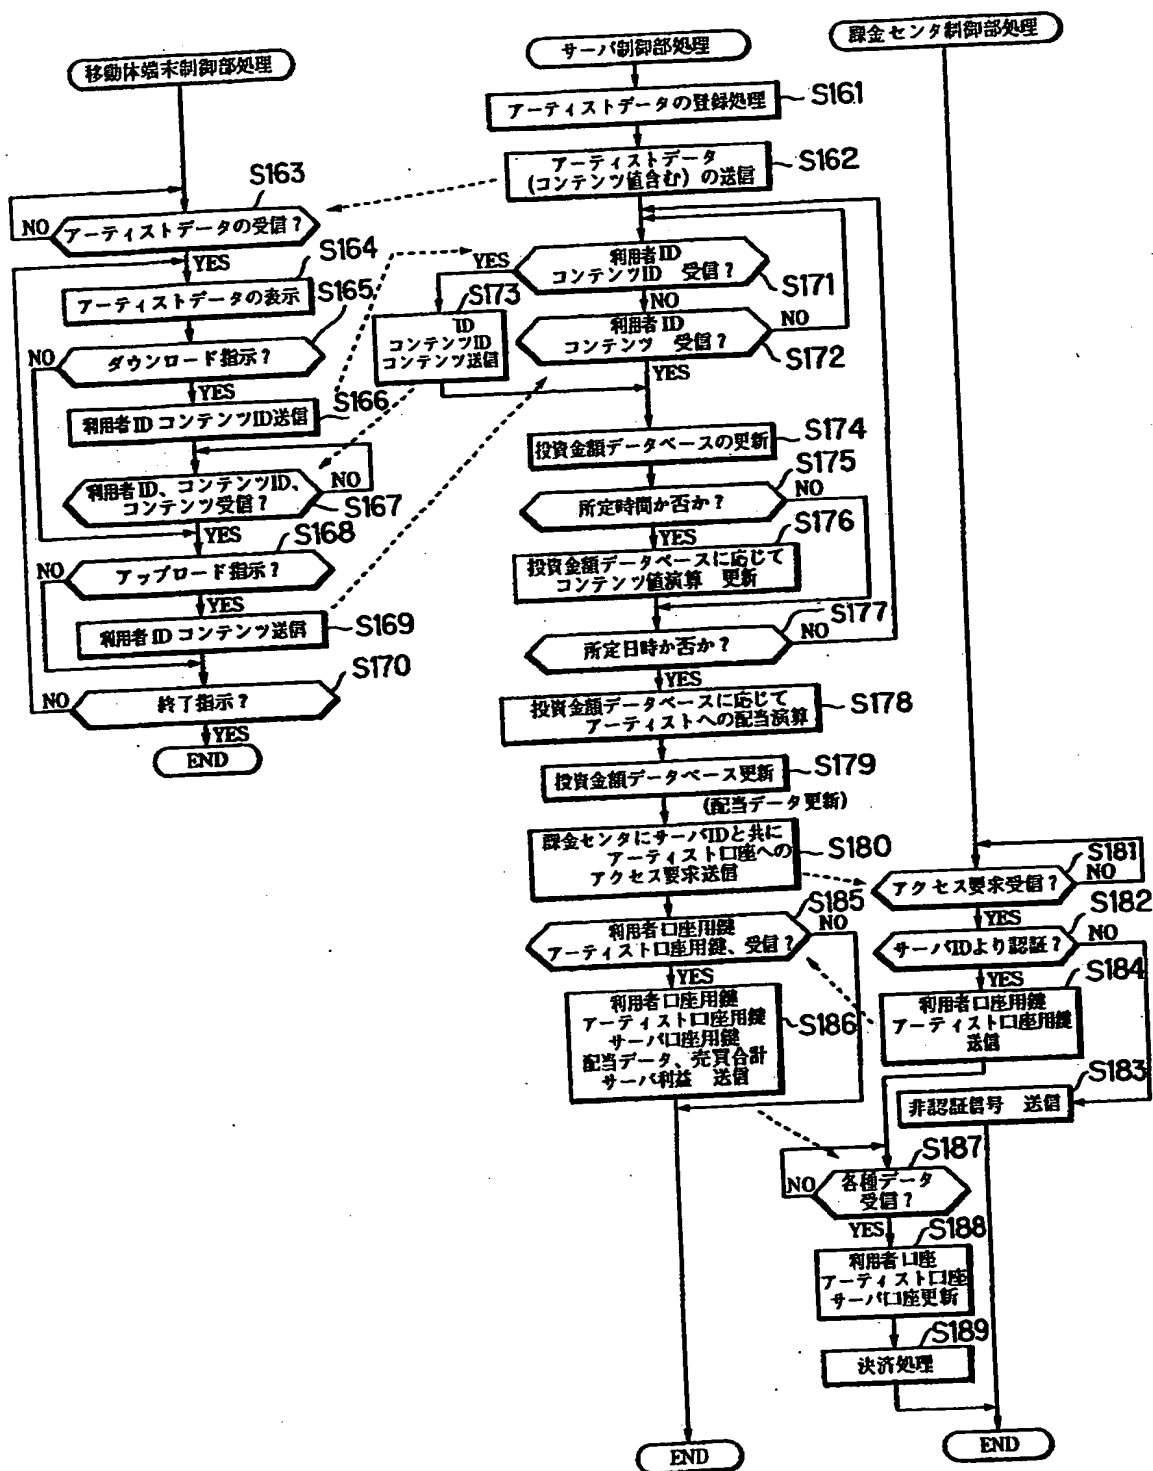 移動体端末制御部処理
S163
アーティストデータの受信?
NO
YES
S164
アーティストデータの表示
S165
ダウンロード指示?
NO
YES
S166
利用者ID コンテンツID送信
利用者ID、コンテンツID、
コンテンツ受信?
NO
S167
YES
S168
アップロード指示?
NO
YES
利用者ID コンテンツ送信
S169
S170
終了指示?
NO
YES
END
サーバ制御部処理
アーティストデータの登録処理
S161
アーティストデータ
(コンテンツ値含む) の送信
S162
利用者ID
コンテンツID 受信?
YES
S171
NO
S173
ID
コンテンツID
コンテンツ送信
利用者ID
コンテンツ 受信?
NO
S172
YES
投資金額データベースの更新
S174
S175
所定時間か否か?
NO
YES
S176
投資金額データベースに応じて
コンテンツ値演算 更新
S177
所定日時か否か?
NO
YES
投資金額データベースに応じて
アーティストへの配当演算
S178
投資金額データベース更新
S179
(配当データ更新)
課金センタにサーバIDと共に
アーティスト口座への
アクセス要求送信
S180
S185
利用者口座用鍵
アーティスト口座用鍵、受信?
NO
YES
利用者口座用鍵
アーティスト口座用鍵
サーバ口座用鍵
配当データ、売買合計
サーバ利益 送信
S186
END
課金センタ制御部処理
S181
アクセス要求受信?
NO
YES
S182
サーバIDより認証?
NO
YES
S184
利用者口座用鍵
アーティスト口座用鍵
送信
S183
非認証信号 送信
S187
各種データ
受信?
NO
YES
S188
利用者口座
アーティスト口座
サーバ口座更新
S189
決済処理
END